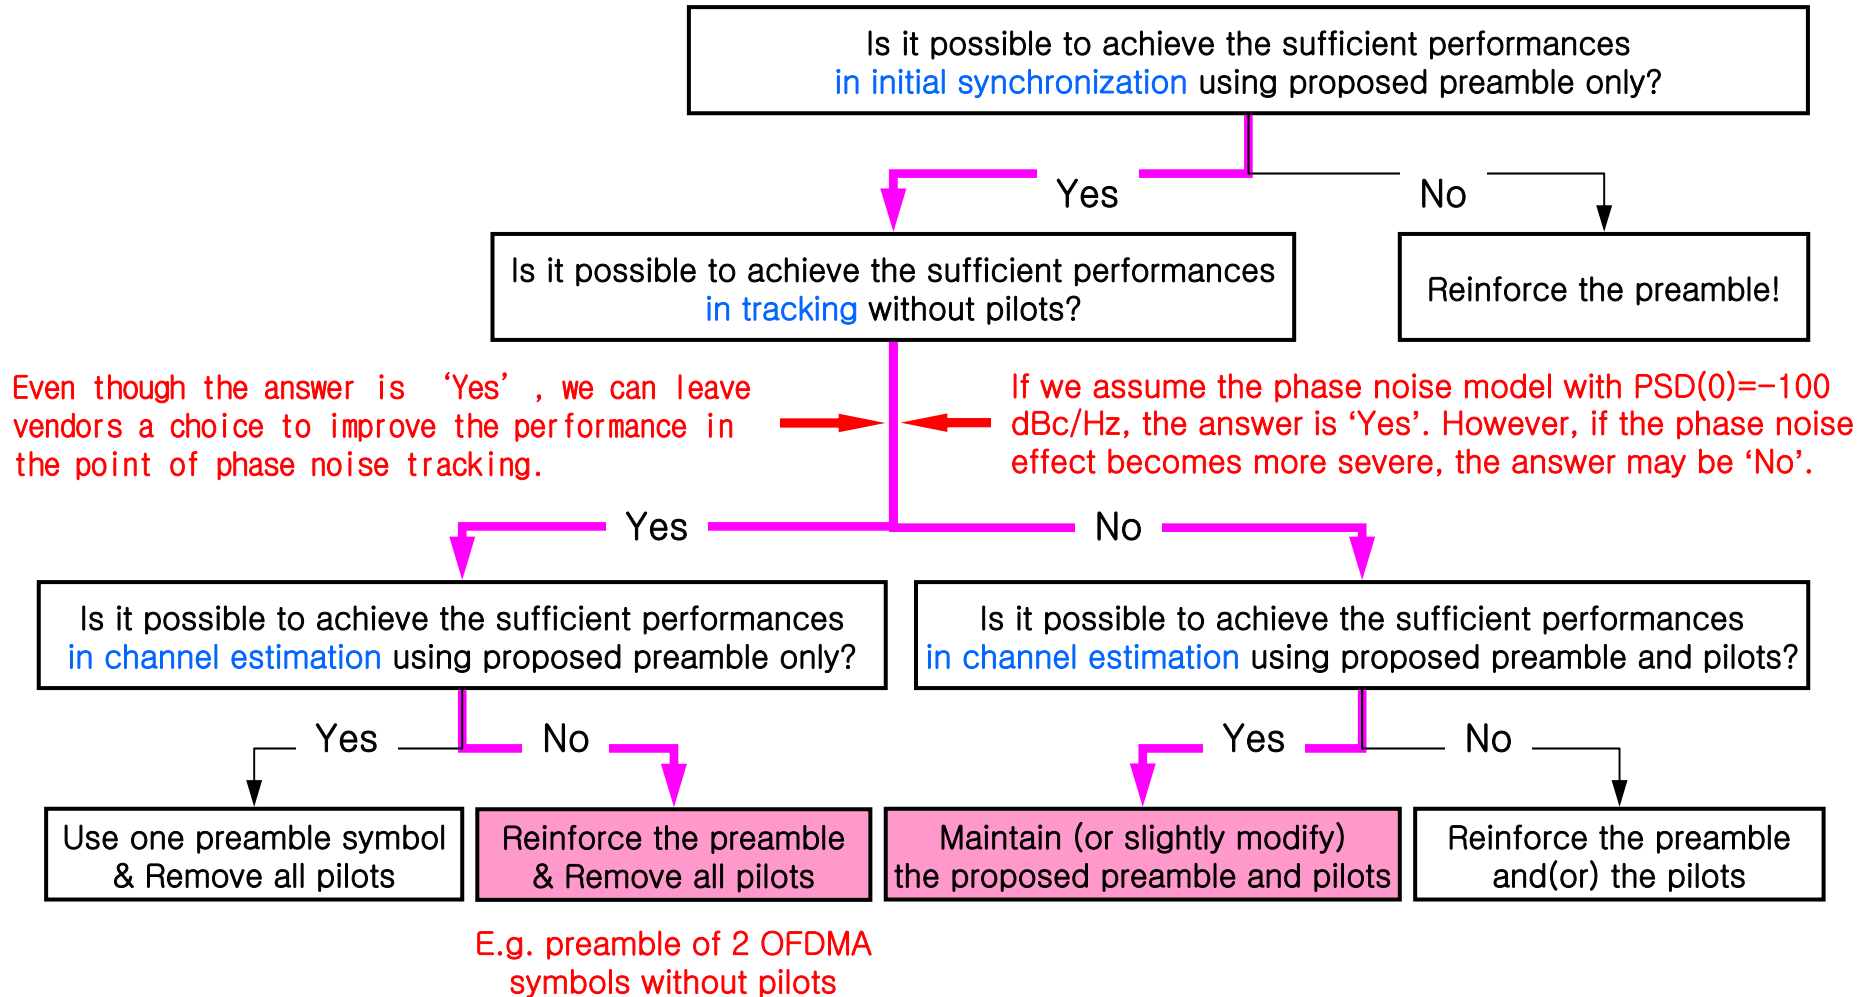 Is it possible to achieve the sufficient performances
in initial synchronization using proposed preamble only?
Yes
No
Is it possible to achieve the sufficient performances
in tracking without pilots?
Reinforce the preamble!
Even though the answer is ‘Yes’, we can leave
vendors a choice to improve the performance in
the point of phase noise tracking.
If we assume the phase noise model with PSD(0)=-100
dBc/Hz, the answer is ‘Yes’. However, if the phase noise
effect becomes more severe, the answer may be ‘No’.
Yes
No
Is it possible to achieve the sufficient performances
in channel estimation using proposed preamble only?
Is it possible to achieve the sufficient performances
in channel estimation using proposed preamble and pilots?
Yes
No
Yes
No
Use one preamble symbol
& Remove all pilots
Reinforce the preamble
& Remove all pilots
Maintain (or slightly modify)
the proposed preamble and pilots
Reinforce the preamble
and(or) the pilots
E.g. preamble of 2 OFDMA
symbols without pilots